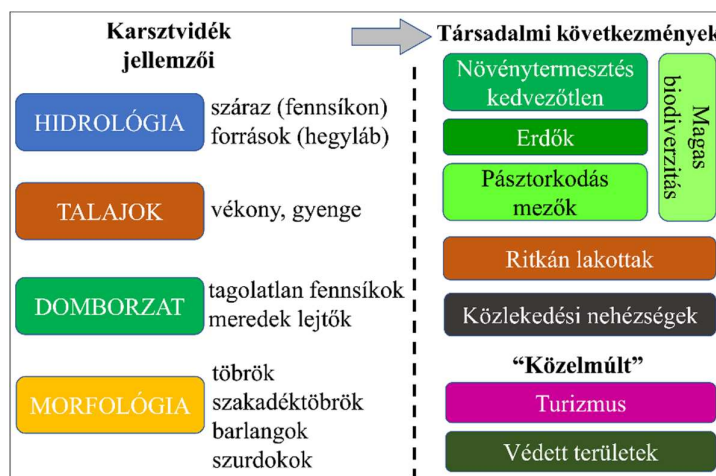 Karsztvidék
jellemzői
HIDROLÓGIA
száraz (fennsíkon)
források (hegyláb)
TALAJOK
vékony, gyenge
DOMBORZAT
tagolatlan fennsíkok
meredek lejtők
MORFOLÓGIA
töbrök
szakadéktöbrök
barlangok
szurdokok
Társadalmi következmények
Növénytermesztés
kedvezőtlen
Erdők
Pásztorkodás
mezők
Magas
biodiverzitás
Ritkán lakottak
Közlekedési nehézségek
“Közelmúlt”
Turizmus
Védett területek